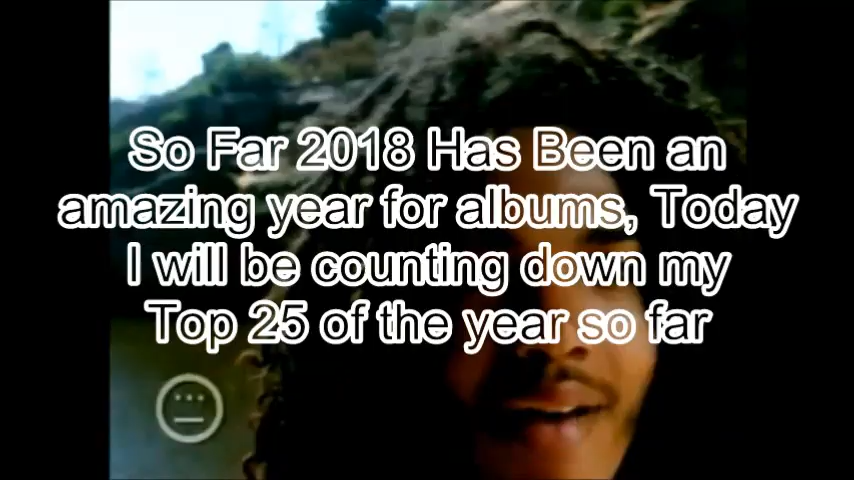 So Far 2018 Has Been an
amazing year for albums, Today
I will be counting down my
Top 25 of the year so far